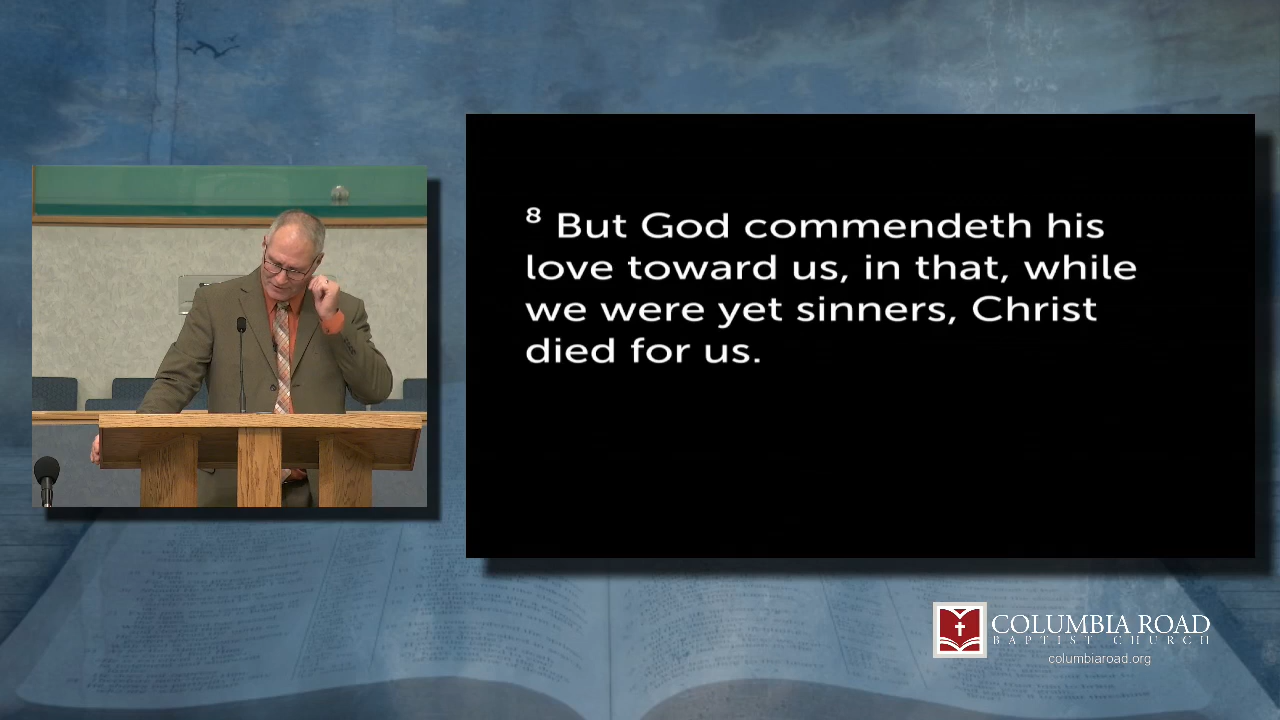 ⁸ But God commendeth his
love toward us, in that, while
we were yet sinners, Christ
died for us.
COLUMBIA ROAD
BAPTIST CHURCH
columbiaroad.org